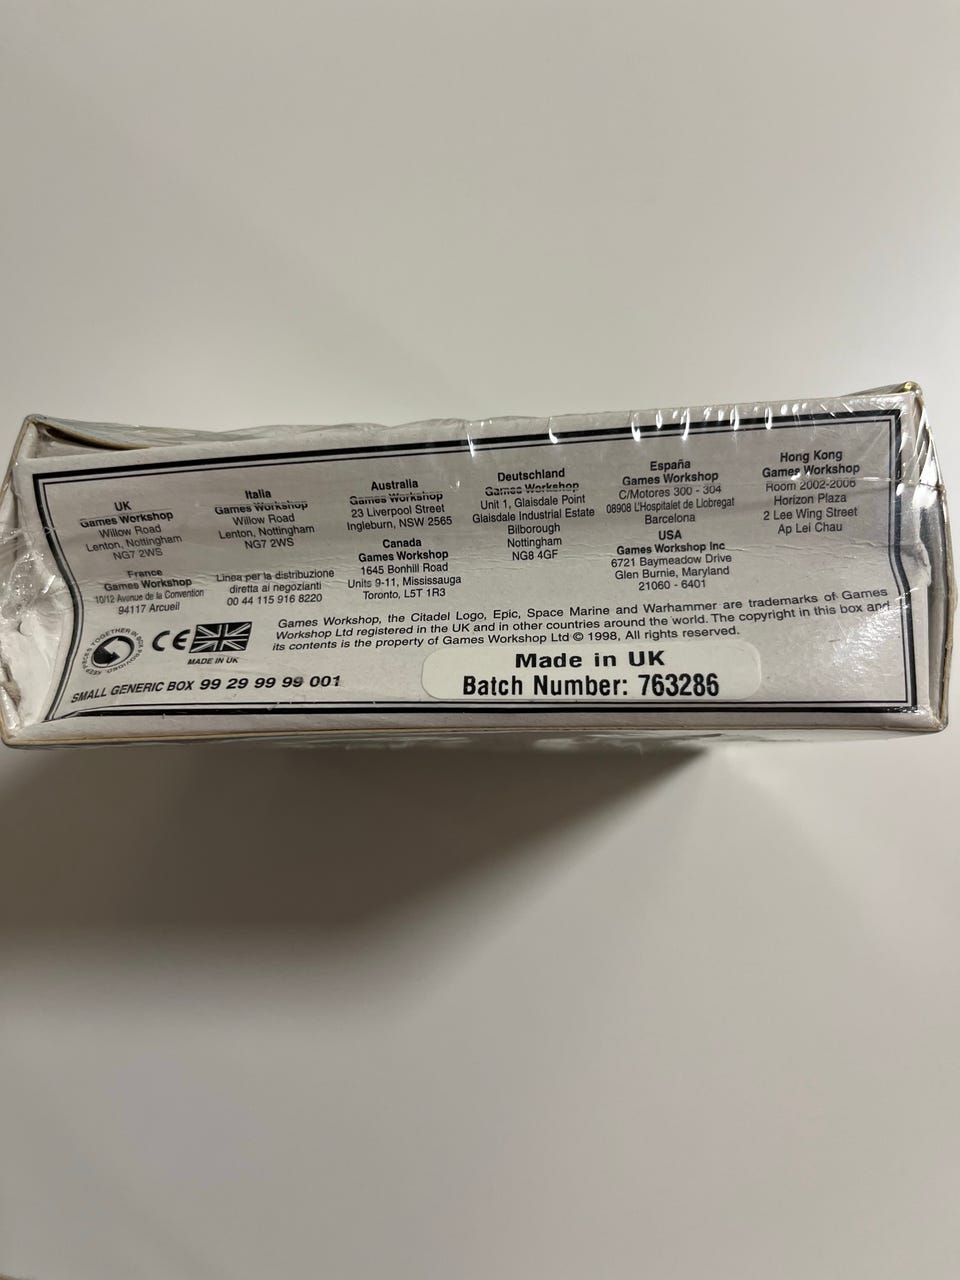 UK
Games Workshop
Willow Road
Lenton, Nottingham
NG7 2WS
France
Games Workshop
10/12 Avenue de la Convention
94117 Arcueil
Italia
Games Workshop
Willow Road
Lenton, Nottingham
NG7 2WS
Linea per la distribuzione
diretta ai negozianti
00 44 115 916 8220
Australia
Games Workshop
23 Liverpool Street
Ingleburn, NSW 2565
Canada
Games Workshop
1645 Bonhill Road
Units 9-11, Mississauga
Toronto, L5T 1R3
Deutschland
Games Workshop
Unit 1, Glaisdale Point
Glaisdale Industrial Estate
Bilborough
Nottingham
NG8 4GF
España
Games Workshop
C/Motores 300 - 304
08908 L'Hospitalet de Llobregat
Barcelona
USA
Games Workshop Inc
6721 Baymeadow Drive
Glen Burnie, Maryland
21060 - 6401
Hong Kong
Games Workshop
Room 2002-2006
Horizon Plaza
2 Lee Wing Street
Ap Lei Chau
KEEP PIECES TOGETHER IN BOX PROVIDED.
CE
MADE IN UK
Games Workshop, the Citadel Logo, Epic, Space Marine and Warhammer are trademarks of Games
Workshop Ltd registered in the UK and in other countries around the world. The copyright in this box and
its contents is the property of Games Workshop Ltd © 1998, All rights reserved.
SMALL GENERIC BOX 99 29 99 99 001
Made in UK
Batch Number: 763286